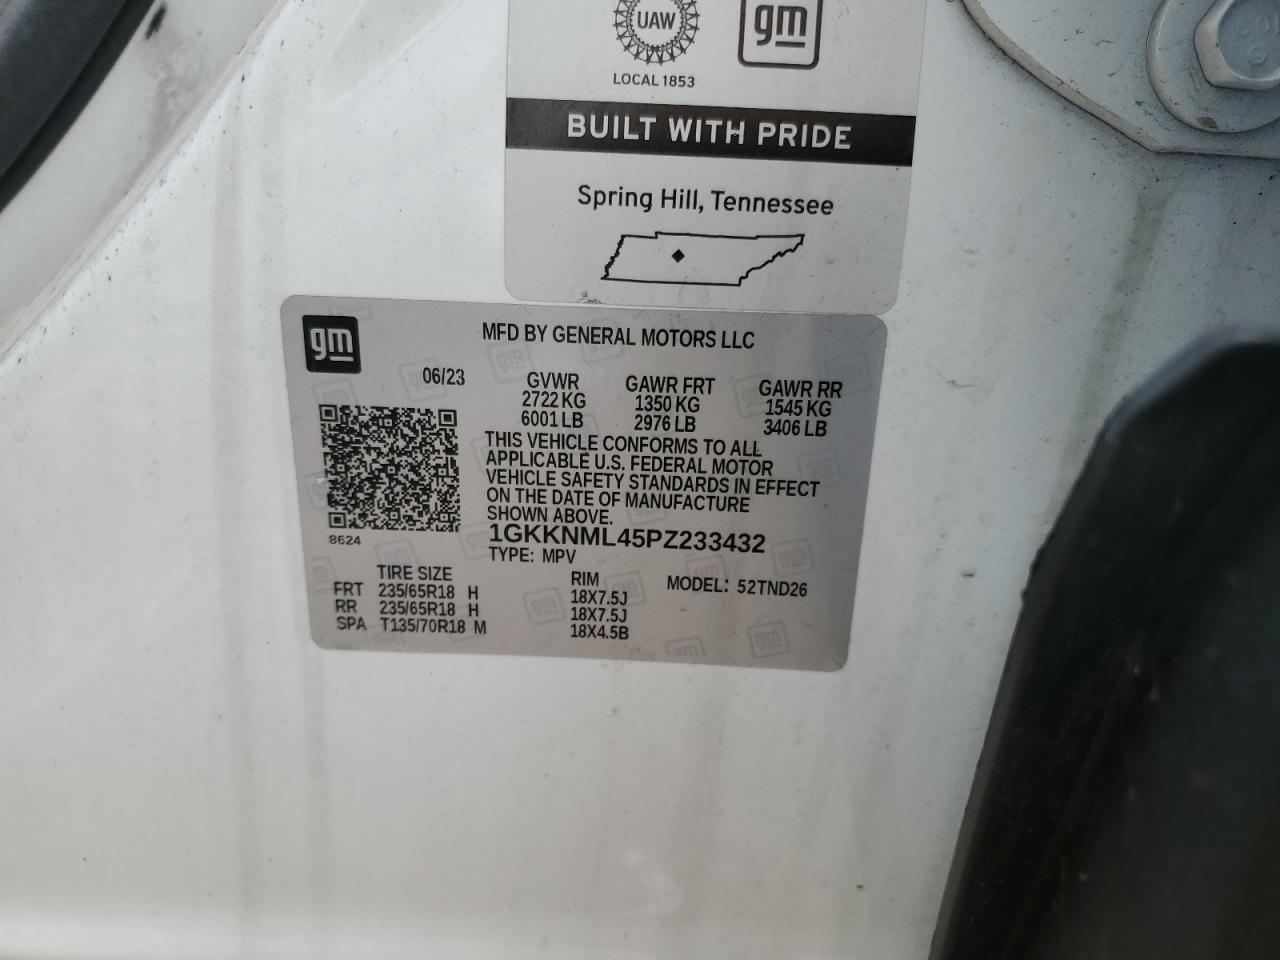 UAW
gm
LOCAL 1853
BUILT WITH PRIDE
Spring Hill, Tennessee
gm
MFD BY GENERAL MOTORS LLC
06/23
GVWR GAWR FRT GAWR RR
2722 KG 1350 KG 1545 KG
6001 LB 2976 LB 3406 LB
THIS VEHICLE CONFORMS TO ALL
APPLICABLE U.S. FEDERAL MOTOR
VEHICLE SAFETY STANDARDS IN EFFECT
ON THE DATE OF MANUFACTURE
SHOWN ABOVE.
8624
1GKKNML45PZ233432
TYPE: MPV
TIRE SIZE RIM MODEL: 52TND26
FRT 235/65R18 H 18X7.5J
RR 235/65R18 H 18X7.5J
SPA T135/70R18 M 18X4.5B